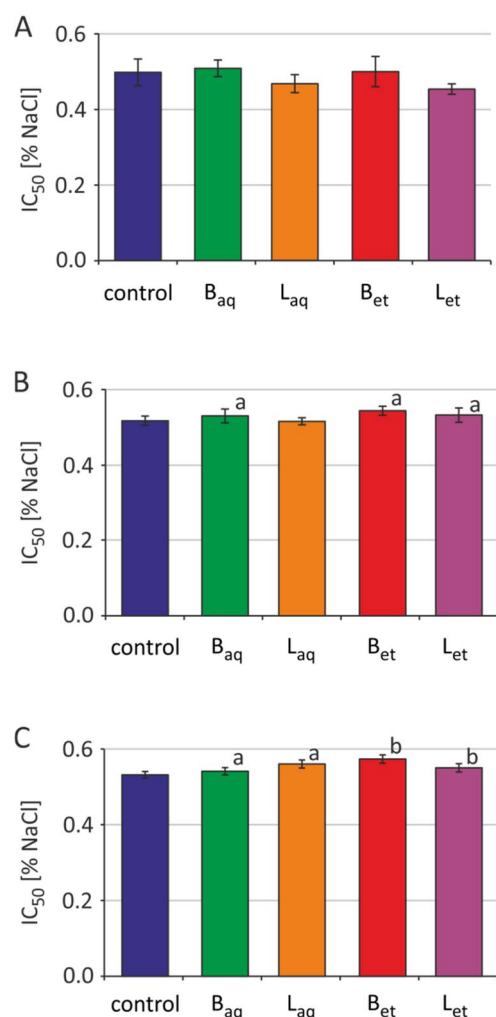 A
0.6
0.4
0.2
0.0
IC50 [% NaCl]
control Baq Laq Bet Let
B
0.6
0.4
0.2
0.0
IC50 [% NaCl]
a a a
control Baq Laq Bet Let
C
0.6
0.4
0.2
0.0
IC50 [% NaCl]
a a b b
control Baq Laq Bet Let